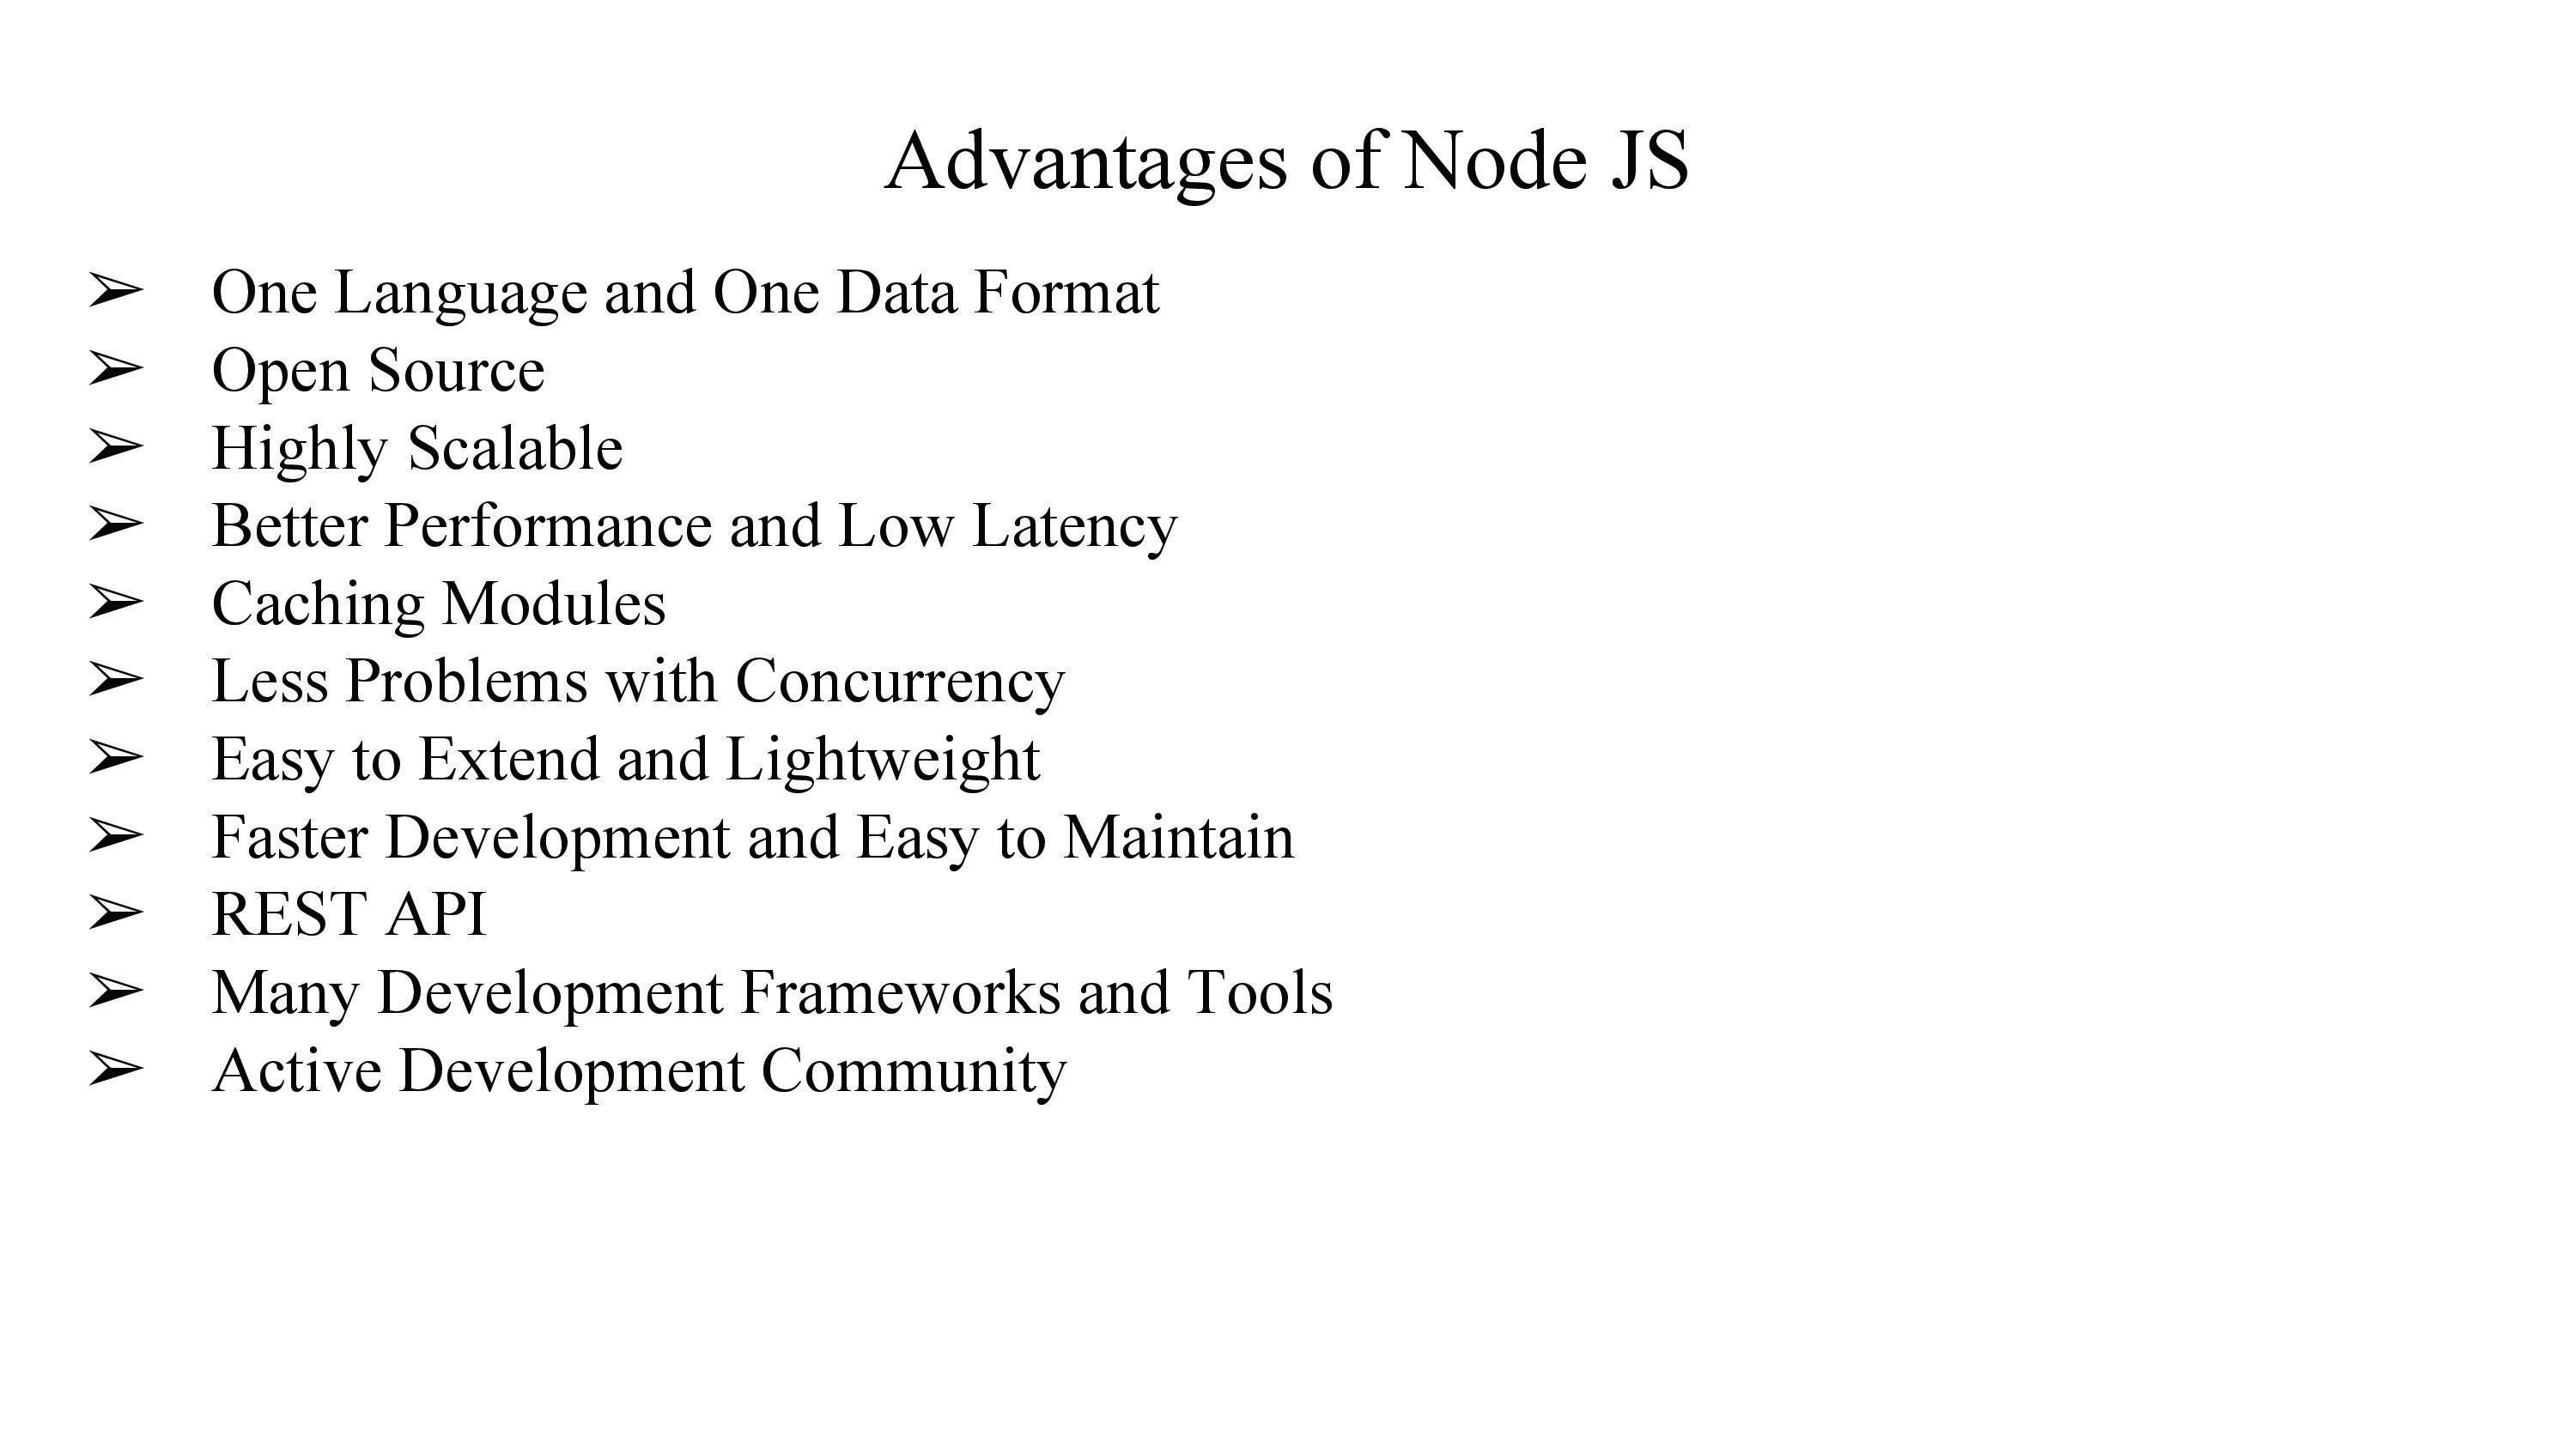 Advantages of Node JS
➢ One Language and One Data Format
➢ Open Source
➢ Highly Scalable
➢ Better Performance and Low Latency
➢ Caching Modules
➢ Less Problems with Concurrency
➢ Easy to Extend and Lightweight
➢ Faster Development and Easy to Maintain
➢ REST API
➢ Many Development Frameworks and Tools
➢ Active Development Community